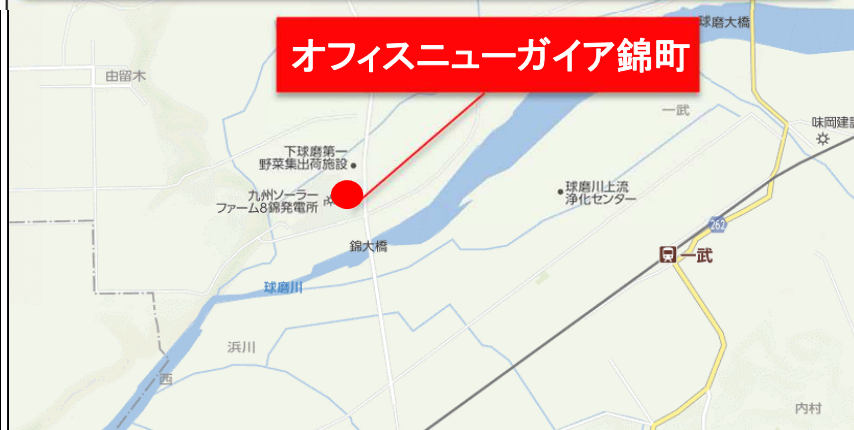 球磨大橋
オフィスニューガイア錦町
由留木
一武
味岡建設
下球磨第一
野菜集出荷施設
九州ソーラー
ファーム8錦発電所
球磨川上流
浄化センター
262
錦大橋
一武
球磨川
浜川
西
内村